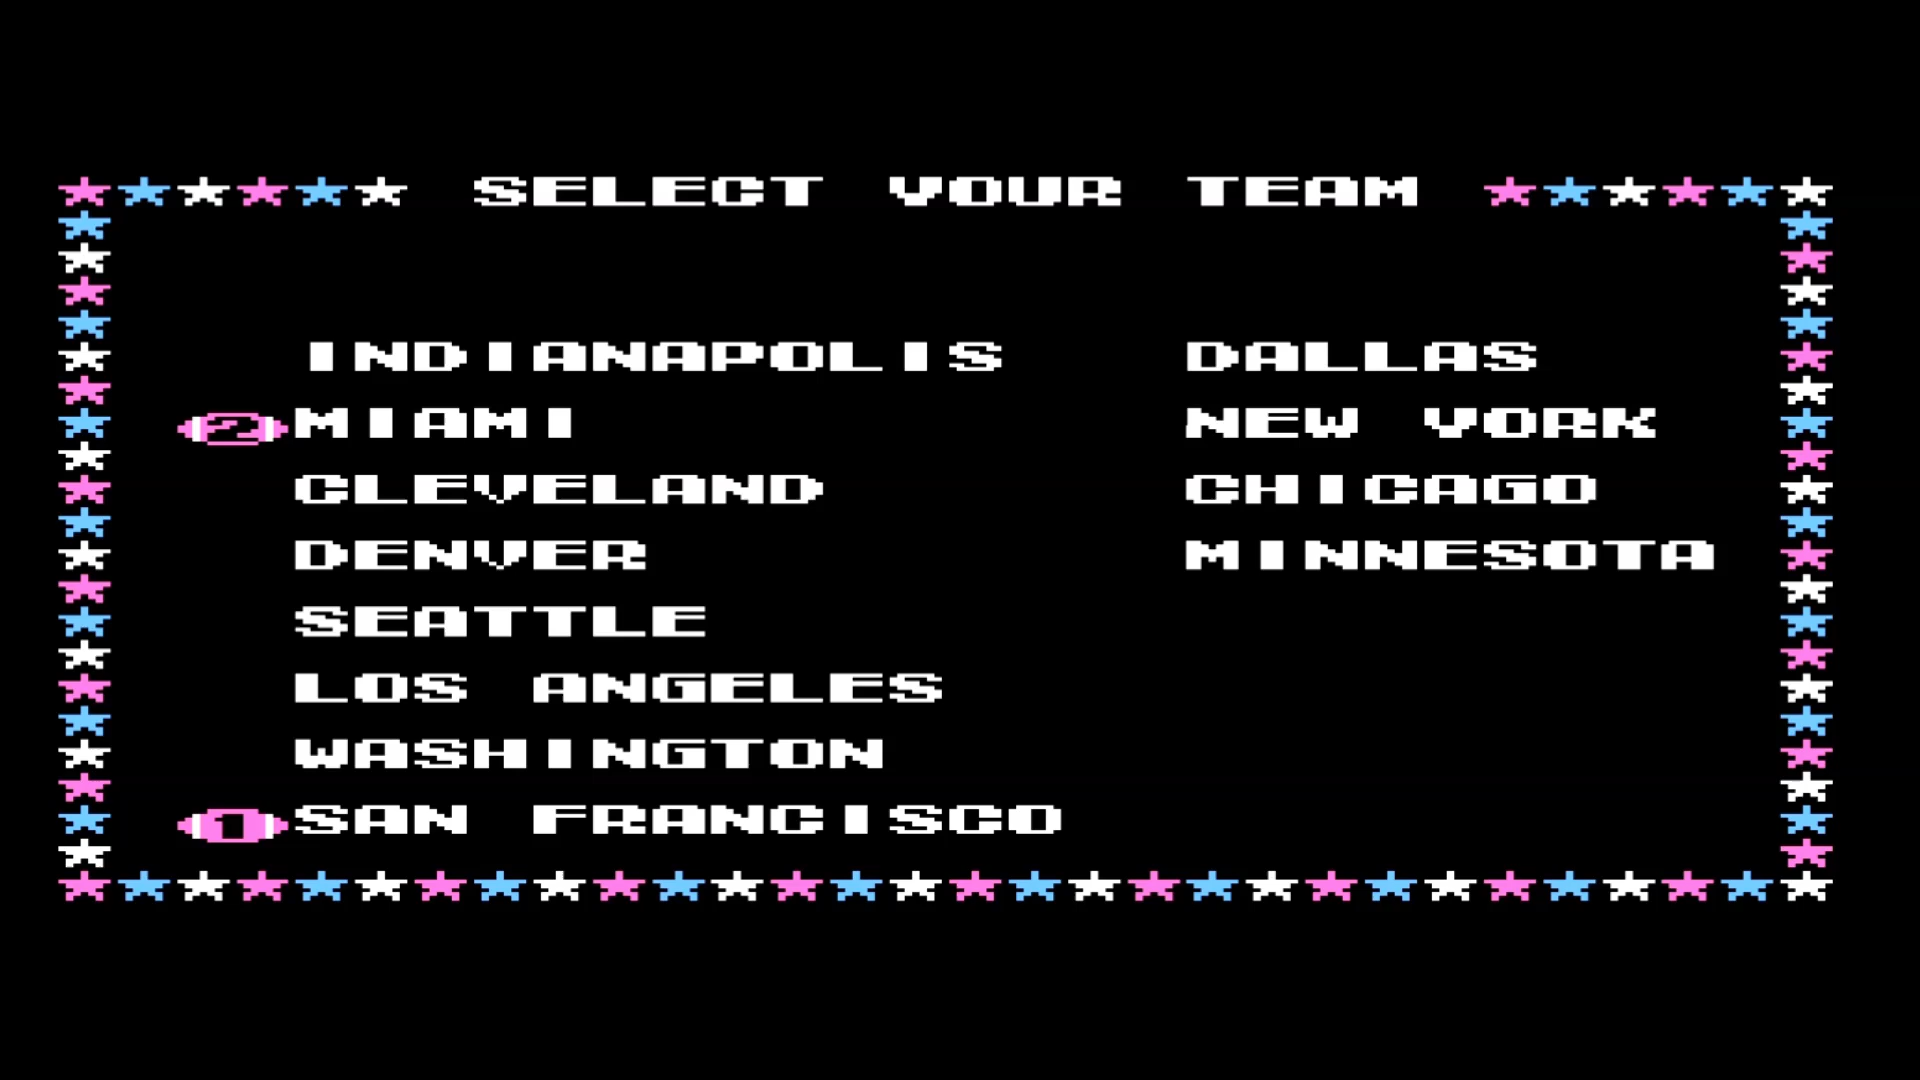 SELECT YOUR TEAM
INDIANAPOLIS
2 MIAMI
CLEVELAND
DENVER
SEATTLE
LOS ANGELES
WASHINGTON
1 SAN FRANCISCO
DALLAS
NEW YORK
CHICAGO
MINNESOTA